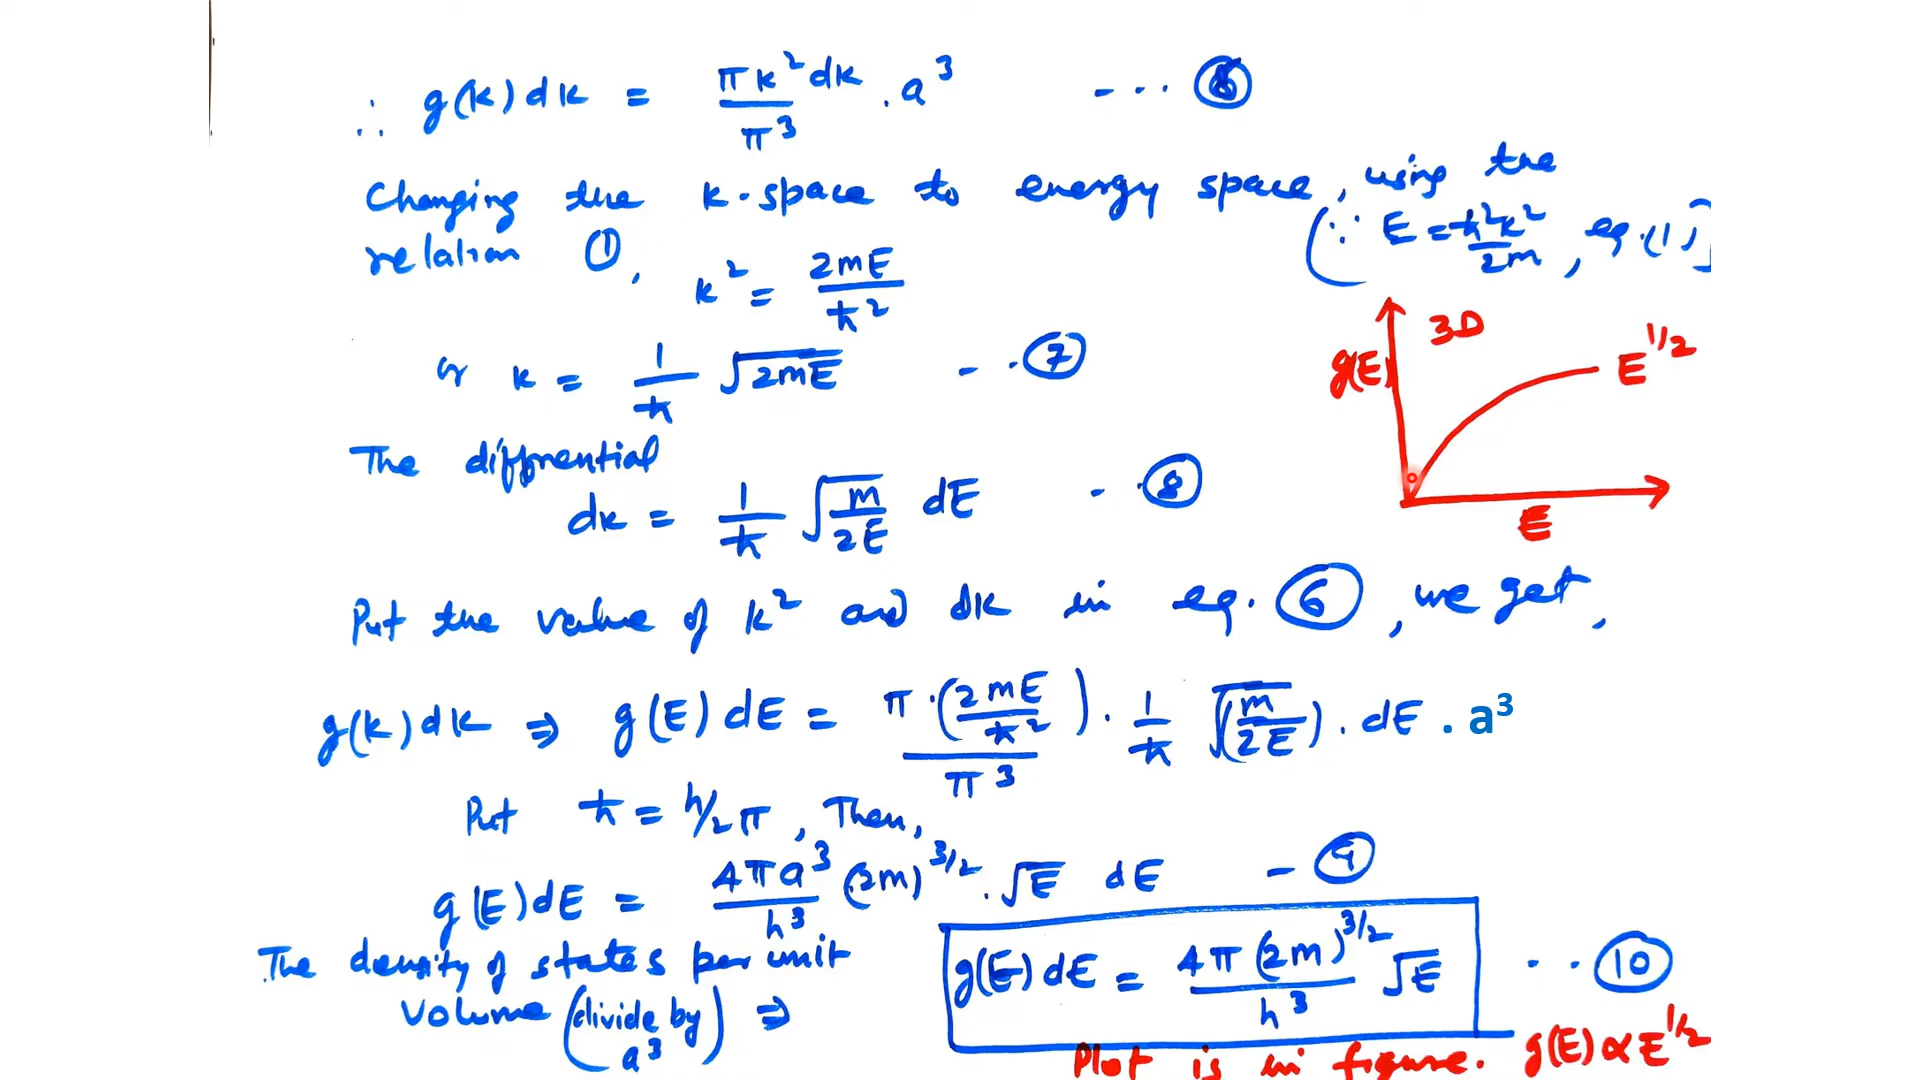 ∴ g(k)dk = πk²dk/π³ . a³ --- ⑥
Changing the k-space to energy space, using the
relation ①, (∵ E = ħ²k²/2m, eq.(1))
k² = 2mE/ħ²
or k = 1/ħ √2mE - . ⑦
3D
g(E)
E^1/2
E
The diffrential
dk = 1/ħ √m/2E dE - . ⑧
Put the value of k² and dk in eq. ⑥, we get,
g(k)dk ⇒ g(E)dE = π.(2mE/ħ²)/π³ . 1/ħ √(m/2E) . dE . a³
Put ħ = h/2π, Then,
g(E)dE = 4πa³/h³ (2m)^3/2 . √E dE - ⑨
The density of states per unit
volume (divide by a³) ⇒
g(E)dE = 4π(2m)^3/2/h³ √E . . ⑩
Plot is in figure. g(E) ∝ E^1/2